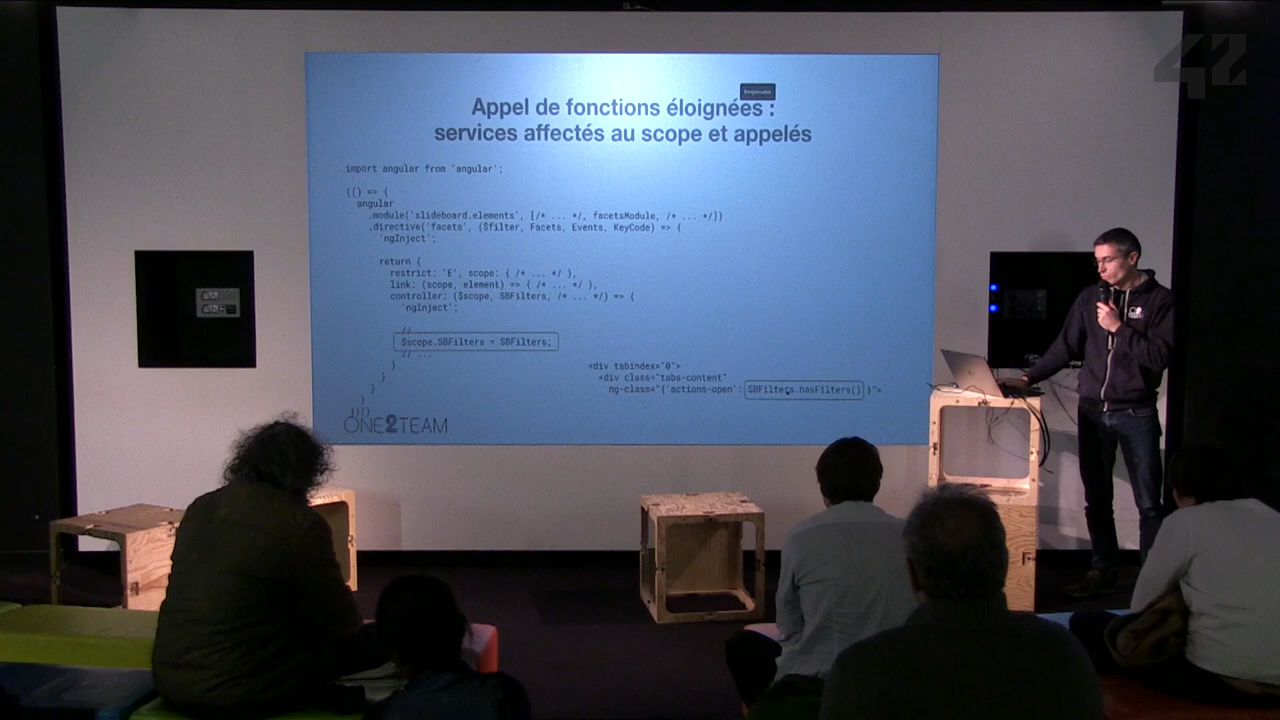 42
Responsable
Appel de fonctions éloignées :
services affectés au scope et appelés
import angular from 'angular';
(() => {
angular
.module('slideboard.elements', [/* ... */, facetsModule, /* ... */])
.directive('facets', ($filter, Facets, Events, KeyCode) => {
'ngInject';
return {
restrict: 'E', scope: { /* ... */ },
link: (scope, element) => { /* ... */ },
controller: ($scope, SBFilters, /* ... */) => {
'ngInject';
// ...
$scope.SBFilters = SBFilters;
// ...
}
}
}
})()
<div tabindex="0">
<div class="tabs-content"
ng-class="{'actions-open': SBFilters.hasFilters() }">
ONE2TEAM